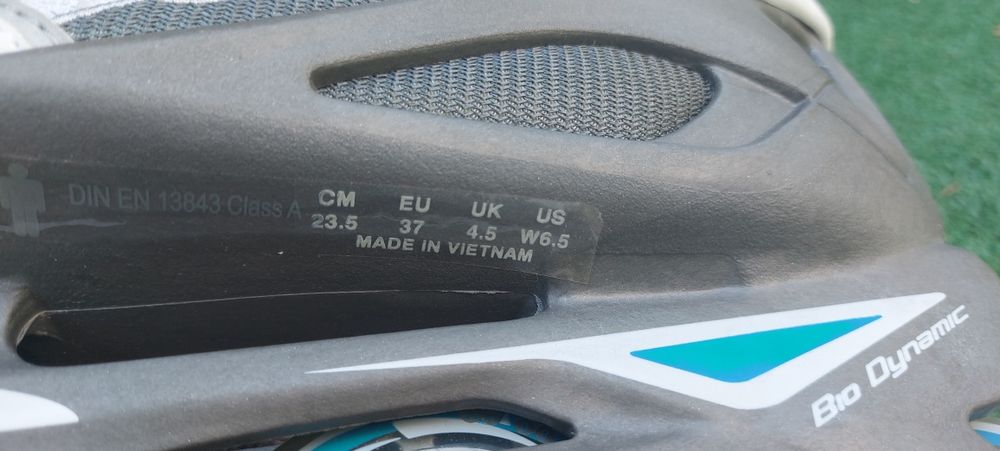 DIN EN 13843 Class A
CM EU UK US
23.5 37 4.5 W6.5
MADE IN VIETNAM
Bio Dynamic